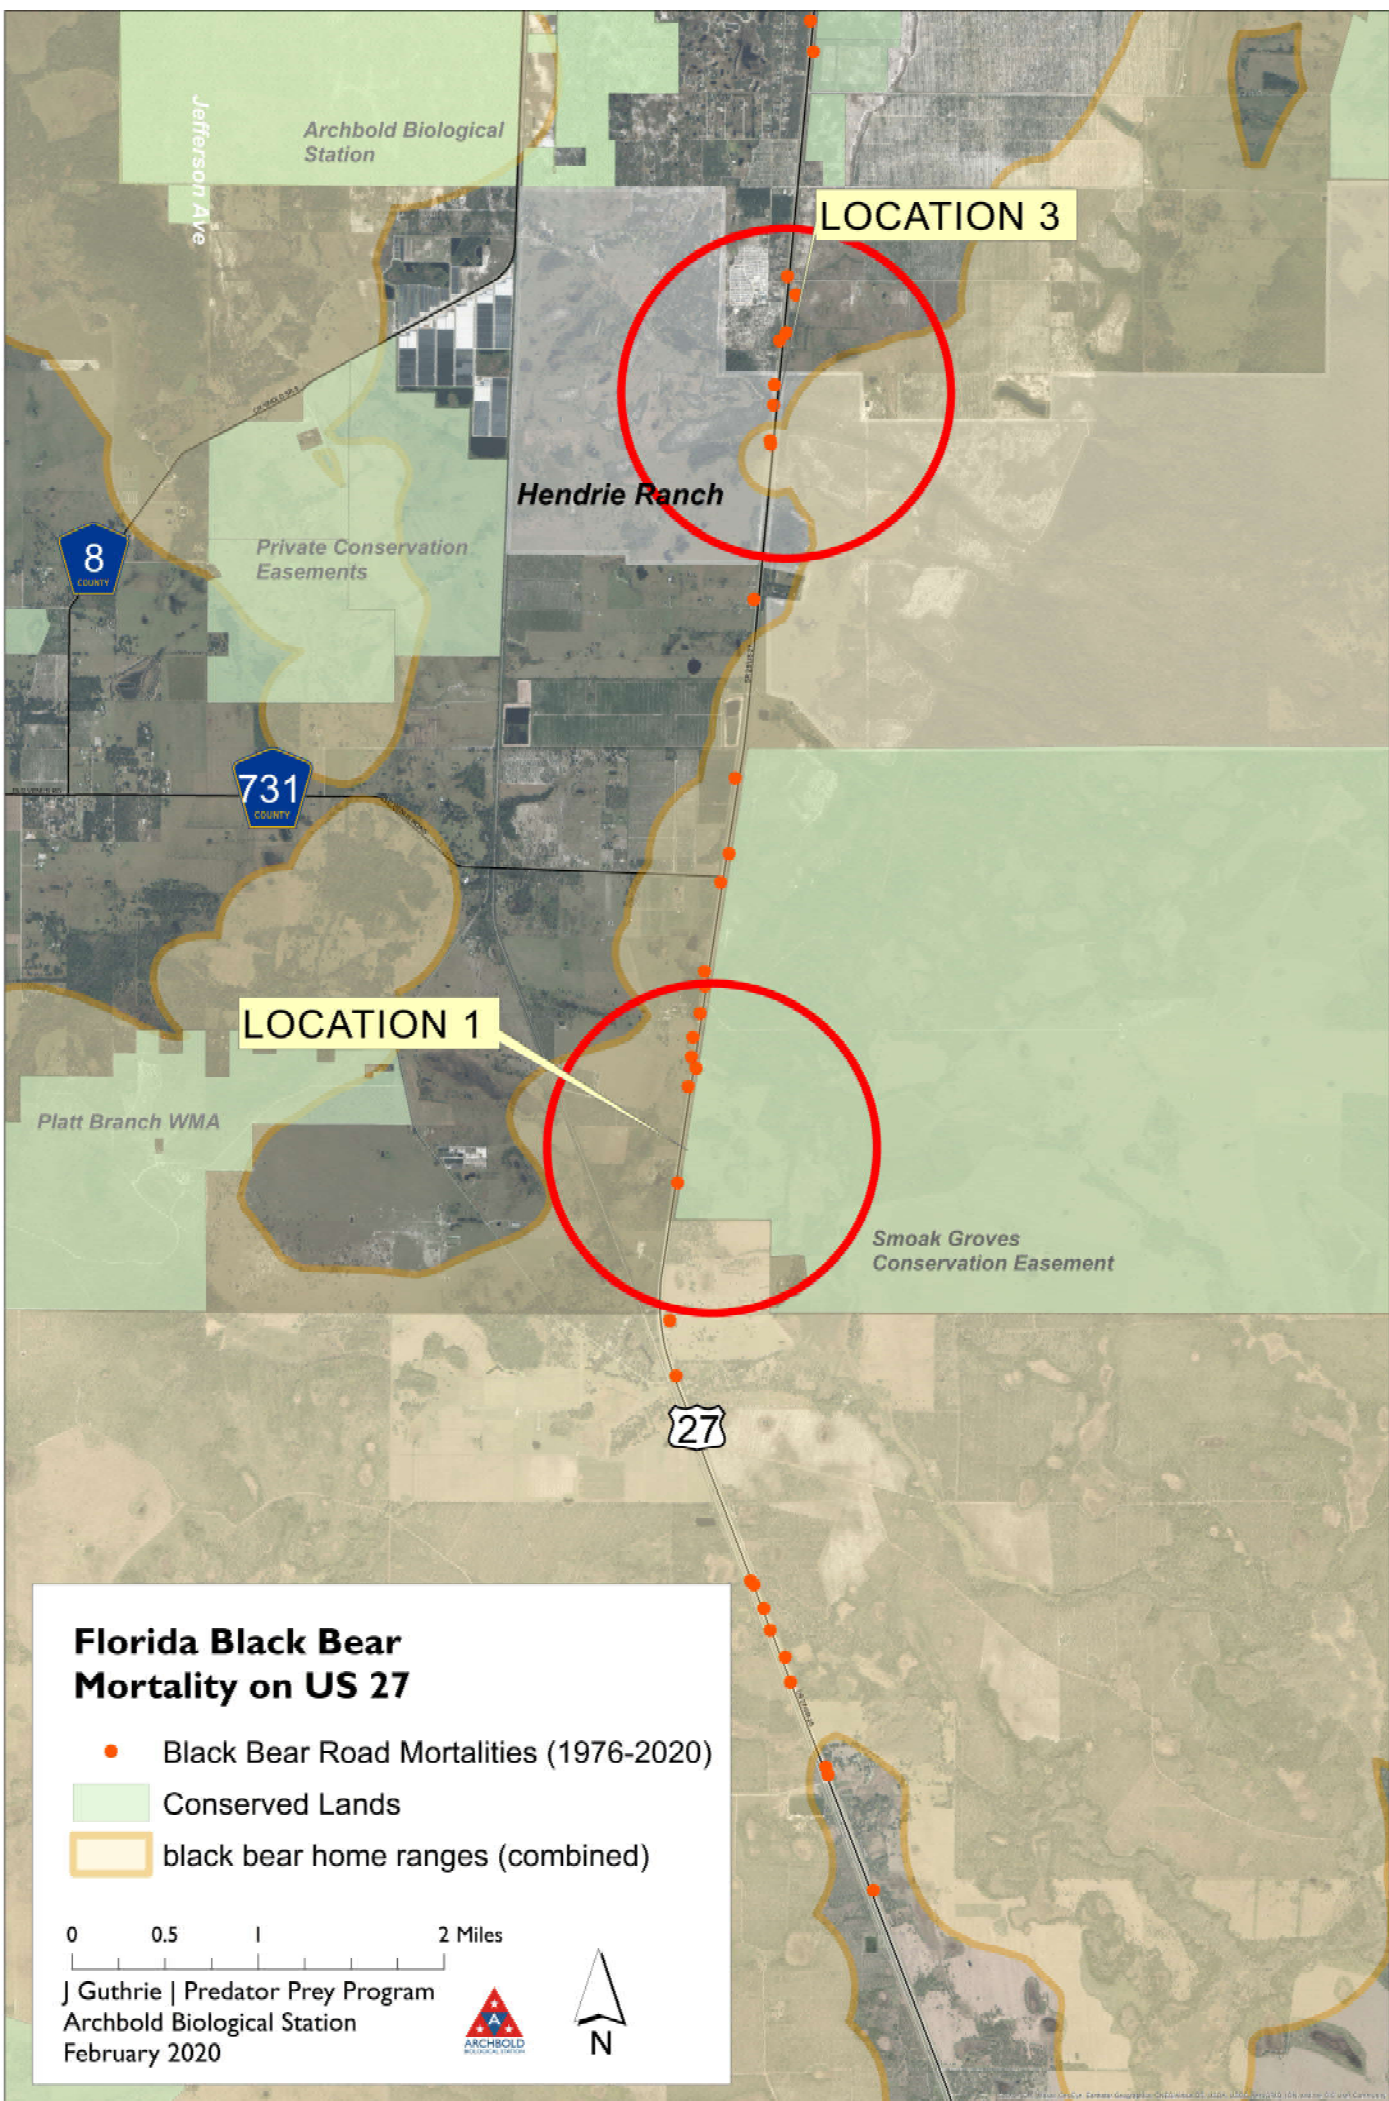 Jefferson Ave
Archbold Biological
Station
LOCATION 3
Hendrie Ranch
8
COUNTY
Private Conservation
Easements
731
COUNTY
LOCATION 1
Platt Branch WMA
Smoak Groves
Conservation Easement
27
Florida Black Bear
Mortality on US 27
Black Bear Road Mortalities (1976-2020)
Conserved Lands
black bear home ranges (combined)
0 0.5 1 2 Miles
J Guthrie | Predator Prey Program
Archbold Biological Station
February 2020
A
ARCHBOLD
BIOLOGICAL STATION
N